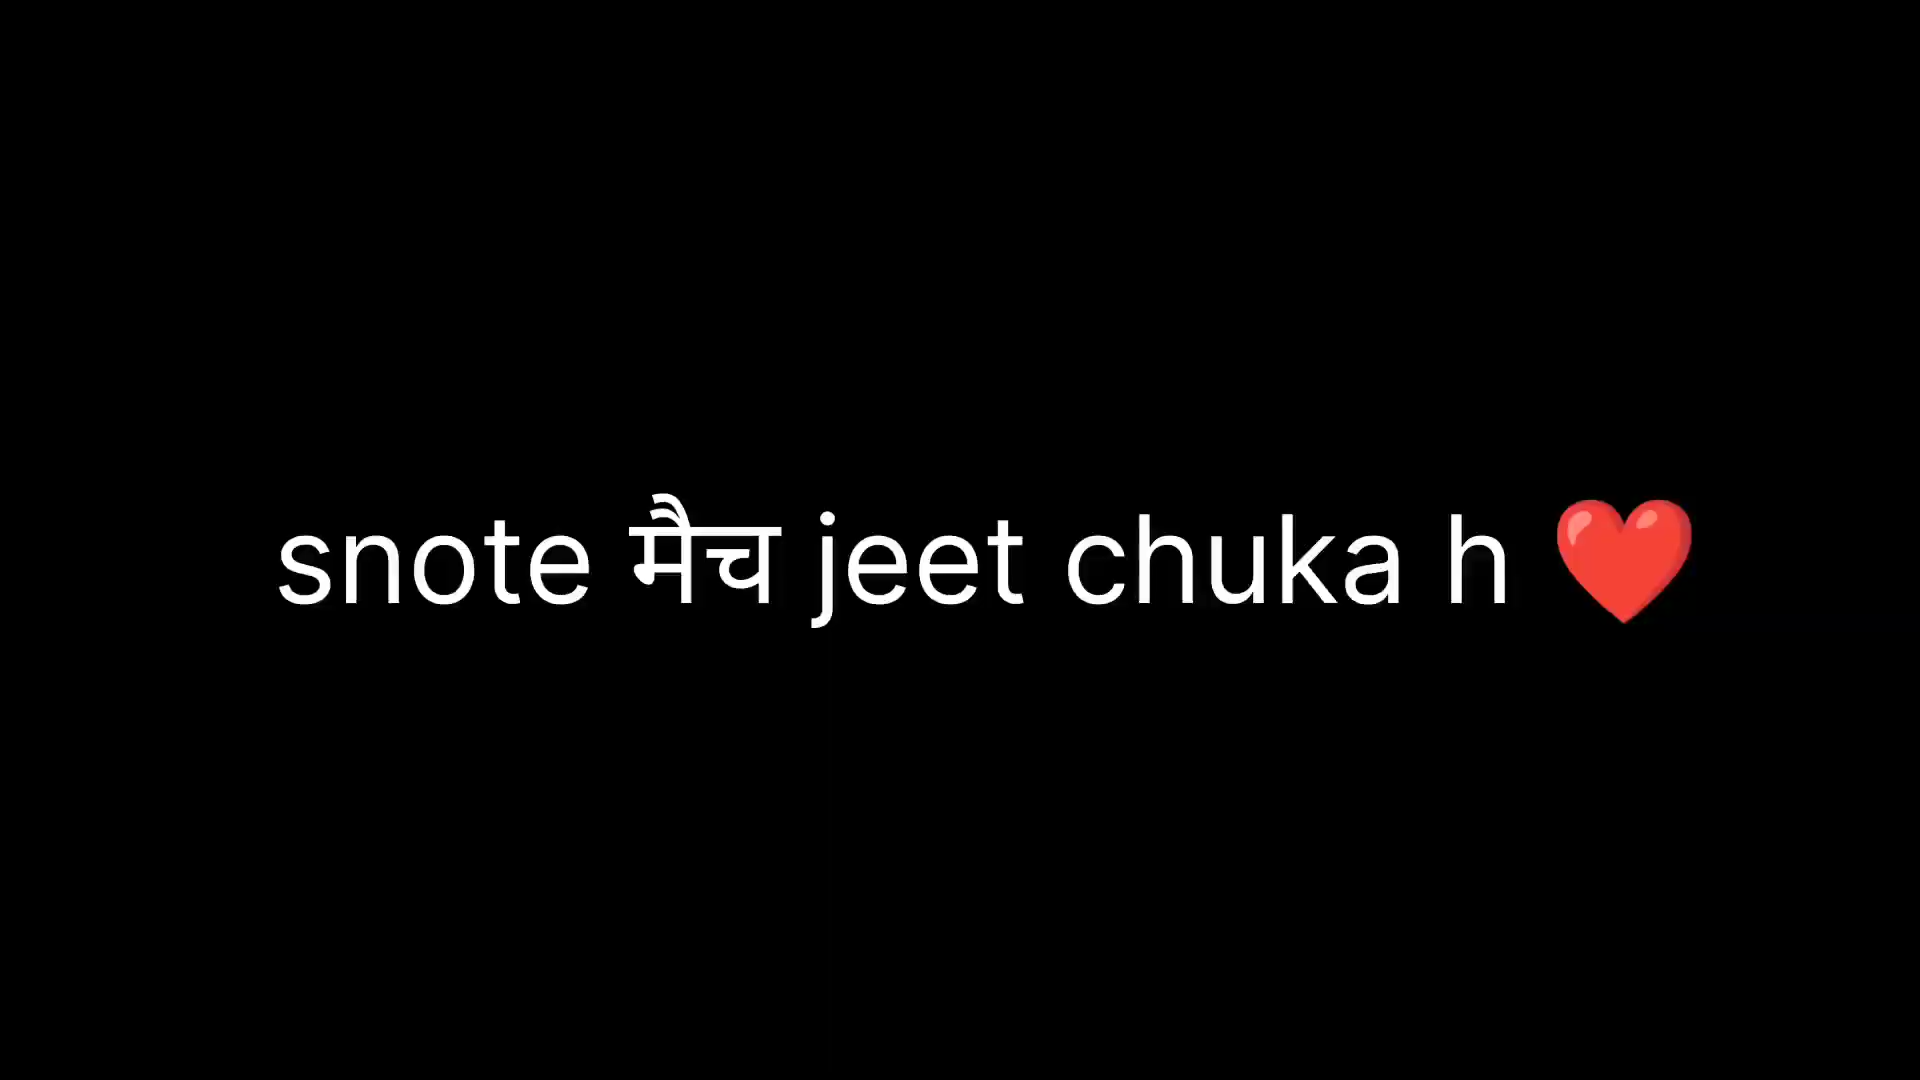 snote मैच jeet chuka h ❤️